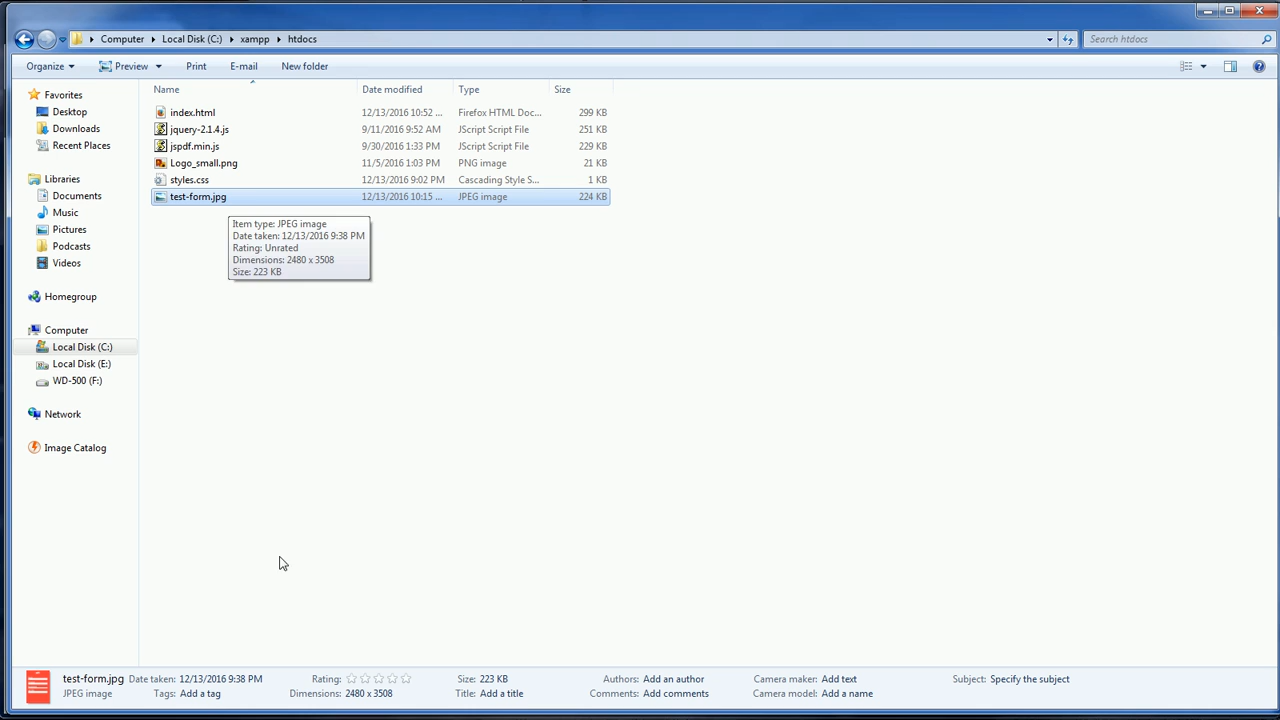 Computer Local Disk (C:) xampp htdocs Search htdocs
Organize Preview Print E-mail New folder
Name Date modified Type Size
index.html 12/13/2016 10:52 ... Firefox HTML Doc... 299 KB
jquery-2.1.4.js 9/11/2016 9:52 AM JScript Script File 251 KB
jspdf.min.js 9/30/2016 1:33 PM JScript Script File 229 KB
Logo_small.png 11/5/2016 1:03 PM PNG image 21 KB
styles.css 12/13/2016 9:02 PM Cascading Style S... 1 KB
test-form.jpg 12/13/2016 10:15 ... JPEG image 224 KB
Favorites
Desktop
Downloads
Recent Places
Libraries
Documents
Music
Pictures
Podcasts
Videos
Homegroup
Computer
Local Disk (C:)
Local Disk (E:)
WD-500 (F:)
Network
Image Catalog
Item type: JPEG image
Date taken: 12/13/2016 9:38 PM
Rating: Unrated
Dimensions: 2480 x 3508
Size: 223 KB
test-form.jpg Date taken: 12/13/2016 9:38 PM Rating: Size: 223 KB Authors: Add an author Camera maker: Add text Subject: Specify the subject
JPEG image Tags: Add a tag Dimensions: 2480 x 3508 Title: Add a title Comments: Add comments Camera model: Add a name